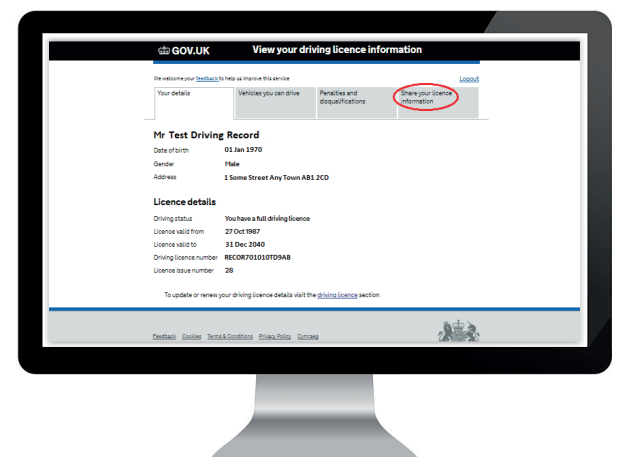 GOV.UK View your driving licence information
We welcome your feedback to help us improve this service Logout
Your details
Vehicles you can drive
Penalties and
disqualifications
Share your licence
information
Mr Test Driving Record
Date of birth 01 Jan 1970
Gender Male
Address 1 Some Street Any Town AB1 2CD
Licence details
Driving status You have a full driving licence
Licence valid from 27 Oct 1987
Licence valid to 31 Dec 2040
Driving licence number RECOR701010TD9AB
Licence issue number 28
To update or renew your driving licence details visit the driving licence section
Feedback Cookies Terms & Conditions Privacy Policy Cymraeg